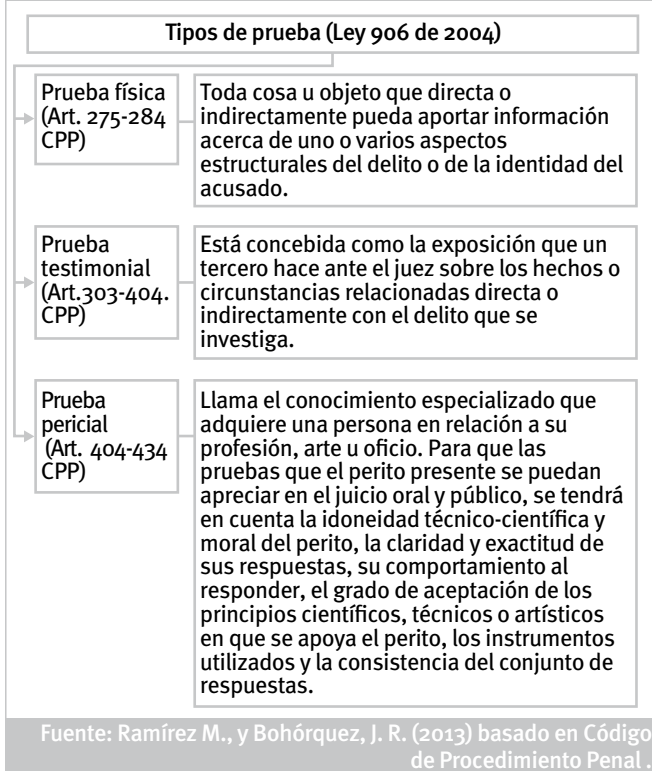 Tipos de prueba (Ley 906 de 2004)
Prueba física
(Art. 275-284
CPP)
Toda cosa u objeto que directa o
indirectamente pueda aportar información
acerca de uno o varios aspectos
estructurales del delito o de la identidad del
acusado.
Prueba
testimonial
(Art.303-404.
CPP)
Está concebida como la exposición que un
tercero hace ante el juez sobre los hechos o
circunstancias relacionadas directa o
indirectamente con el delito que se
investiga.
Prueba
pericial
(Art. 404-434
CPP)
Llama el conocimiento especializado que
adquiere una persona en relación a su
profesión, arte u oficio. Para que las
pruebas que el perito presente se puedan
apreciar en el juicio oral y público, se tendrá
en cuenta la idoneidad técnico-científica y
moral del perito, la claridad y exactitud de
sus respuestas, su comportamiento al
responder, el grado de aceptación de los
principios científicos, técnicos o artísticos
en que se apoya el perito, los instrumentos
utilizados y la consistencia del conjunto de
respuestas.
Fuente: Ramírez M., y Bohórquez, J. R. (2013) basado en Código
de Procedimiento Penal .